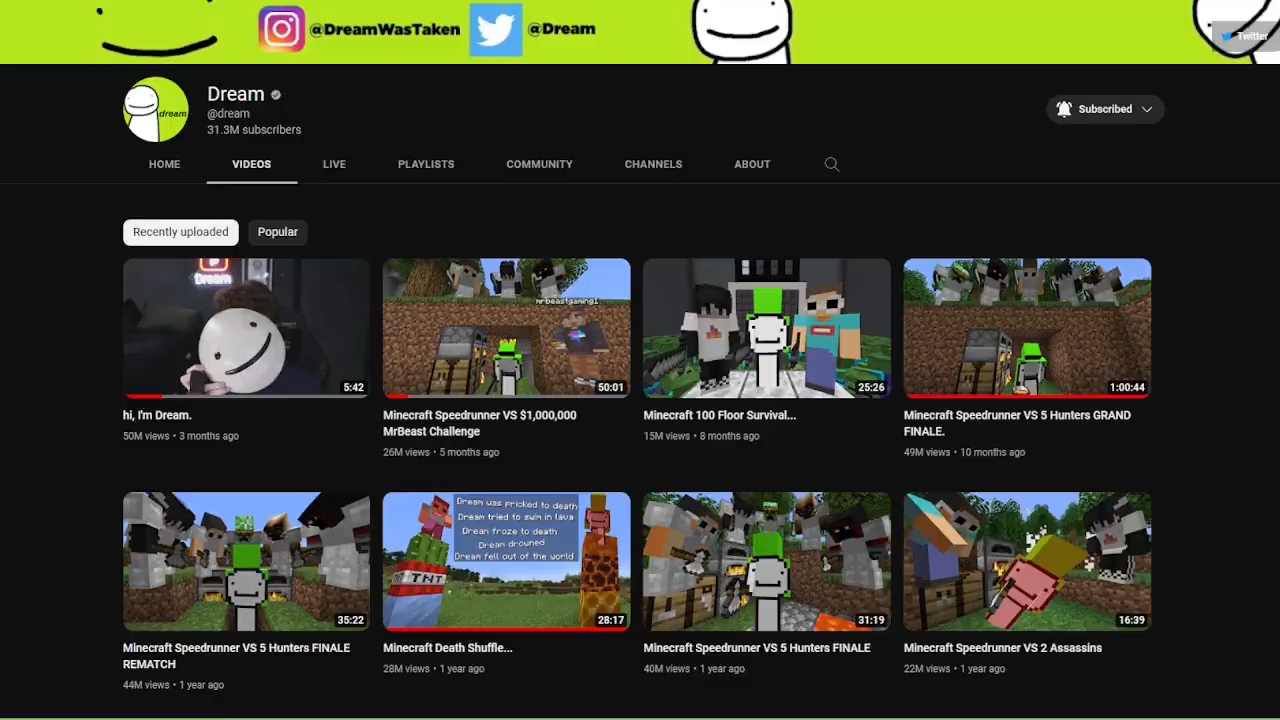 @DreamWasTaken
@Dream
Twitter
dream
Dream
@dream
31.3M subscribers
Subscribed
HOME
VIDEOS
LIVE
PLAYLISTS
COMMUNITY
CHANNELS
ABOUT
Recently uploaded
Popular
Dream
5:42
mrbeastgaming1
50:01
25:26
1:00:44
hi, I'm Dream.
50M views • 3 months ago
Minecraft Speedrunner VS $1,000,000
MrBeast Challenge
26M views • 5 months ago
Minecraft 100 Floor Survival...
15M views • 8 months ago
Minecraft Speedrunner VS 5 Hunters GRAND
FINALE.
49M views • 10 months ago
35:22
Dream was pricked to death
Dream tried to swim in lava
Dream froze to death
Dream drowned
Dream fell out of the world
TNT
28:17
31:19
16:39
Minecraft Speedrunner VS 5 Hunters FINALE
REMATCH
44M views • 1 year ago
Minecraft Death Shuffle...
28M views • 1 year ago
Minecraft Speedrunner VS 5 Hunters FINALE
40M views • 1 year ago
Minecraft Speedrunner VS 2 Assassins
22M views • 1 year ago